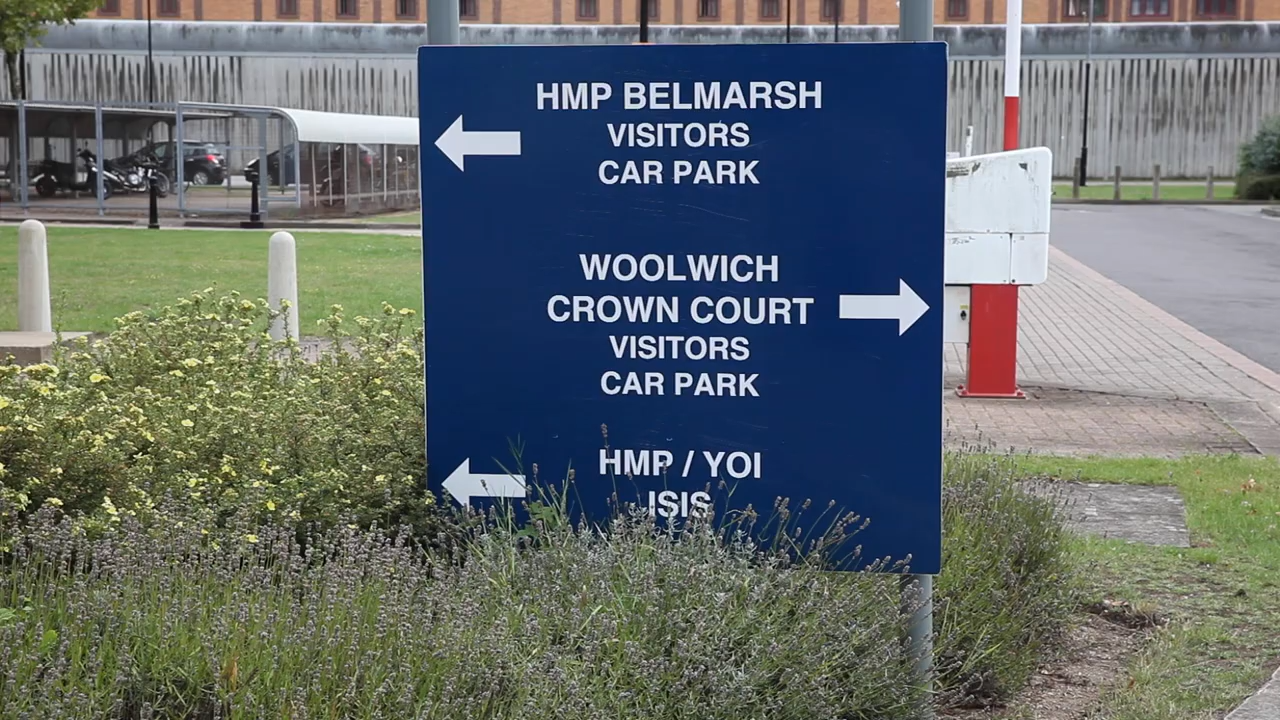 HMP BELMARSH
VISITORS
CAR PARK
WOOLWICH
CROWN COURT
VISITORS
CAR PARK
HMP / YOI
ISIS